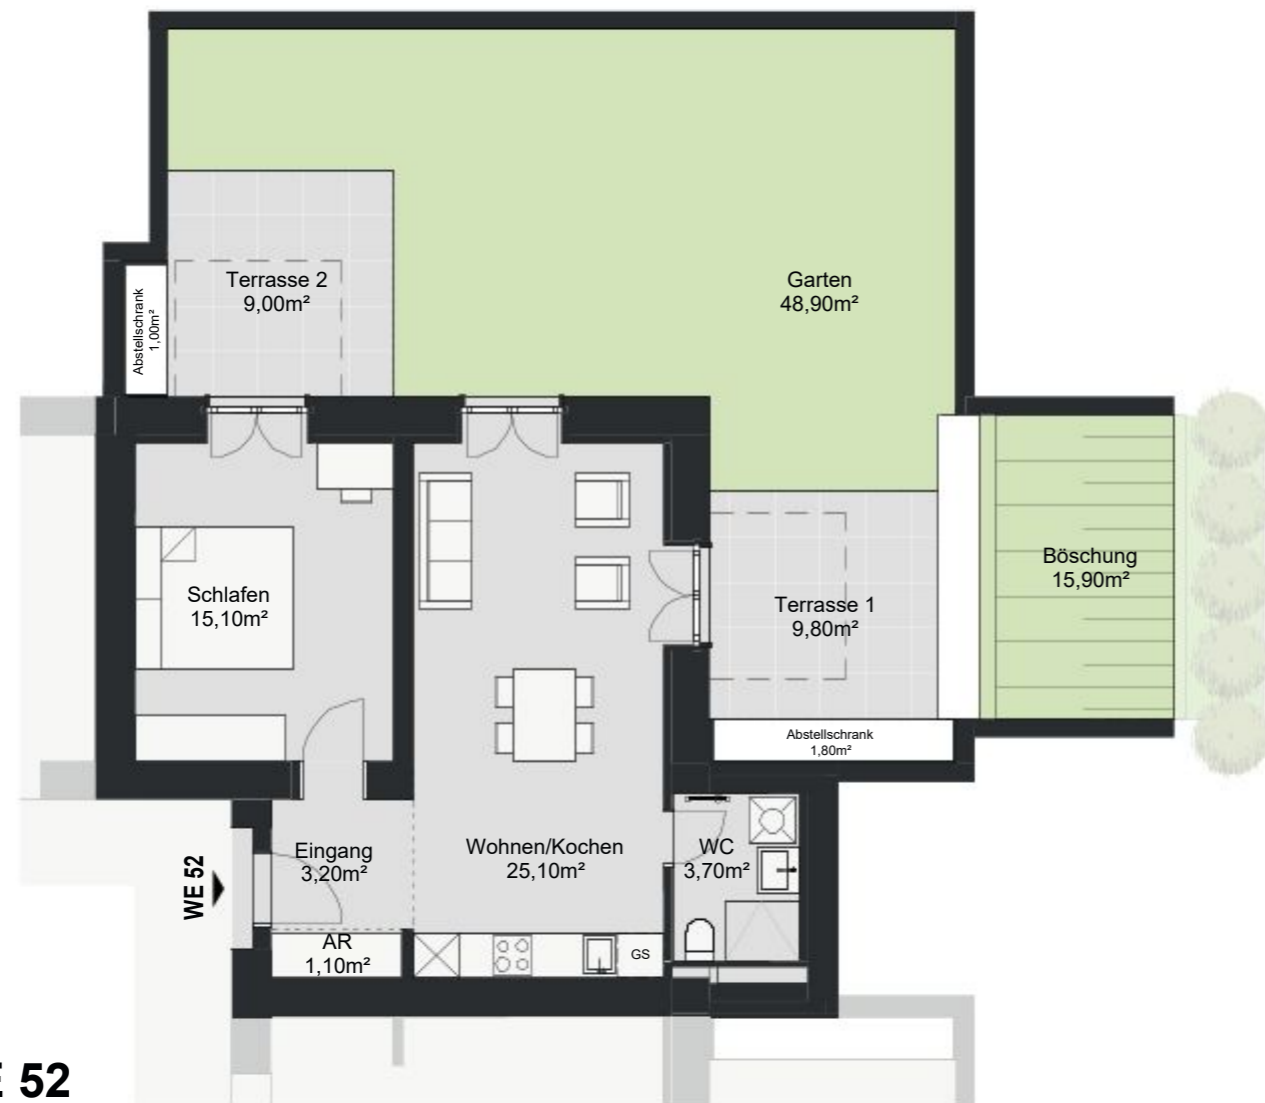 Terrasse 2
9,00m²
Garten
48,90m²
Abstellschrank
1,00m²
Böschung
15,90m²
Schlafen
15,10m²
Terrasse 1
9,80m²
Abstellschrank
1,80m²
Eingang
3,20m²
Wohnen/Kochen
25,10m²
WC
3,70m²
WE 52
AR
1,10m²
GS
E 52